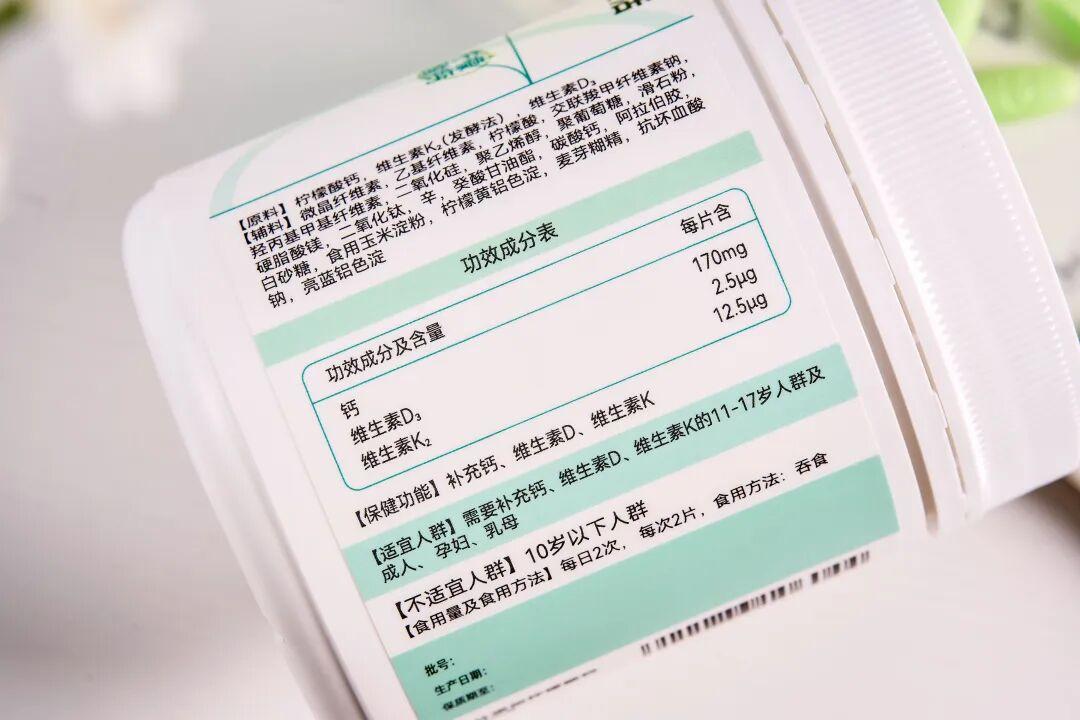 【原料】柠檬酸钙，维生素K₂(发酵法)，维生素D₃
【辅料】微晶纤维素，乙基纤维素，柠檬酸，交联羧甲纤维素钠，
羟丙基甲基纤维素，二氧化硅，聚乙烯醇，聚葡萄糖，滑石粉，
硬脂酸镁，二氧化钛，辛，癸酸甘油酯，碳酸钙，阿拉伯胶，
白砂糖，食用玉米淀粉，柠檬黄铝色淀，麦芽糊精，抗坏血酸
钠，亮蓝铝色淀
功效成分表
功效成分及含量 每片含
钙 170mg
维生素D₃ 2.5μg
维生素K₂ 12.5μg
【保健功能】补充钙、维生素D、维生素K
【适宜人群】需要补充钙、维生素D、维生素K的11-17岁人群及
成人、孕妇、乳母
【不适宜人群】10岁以下人群
【食用量及食用方法】每日2次，每次2片，食用方法：吞食
批号：
生产日期：
保质期至：